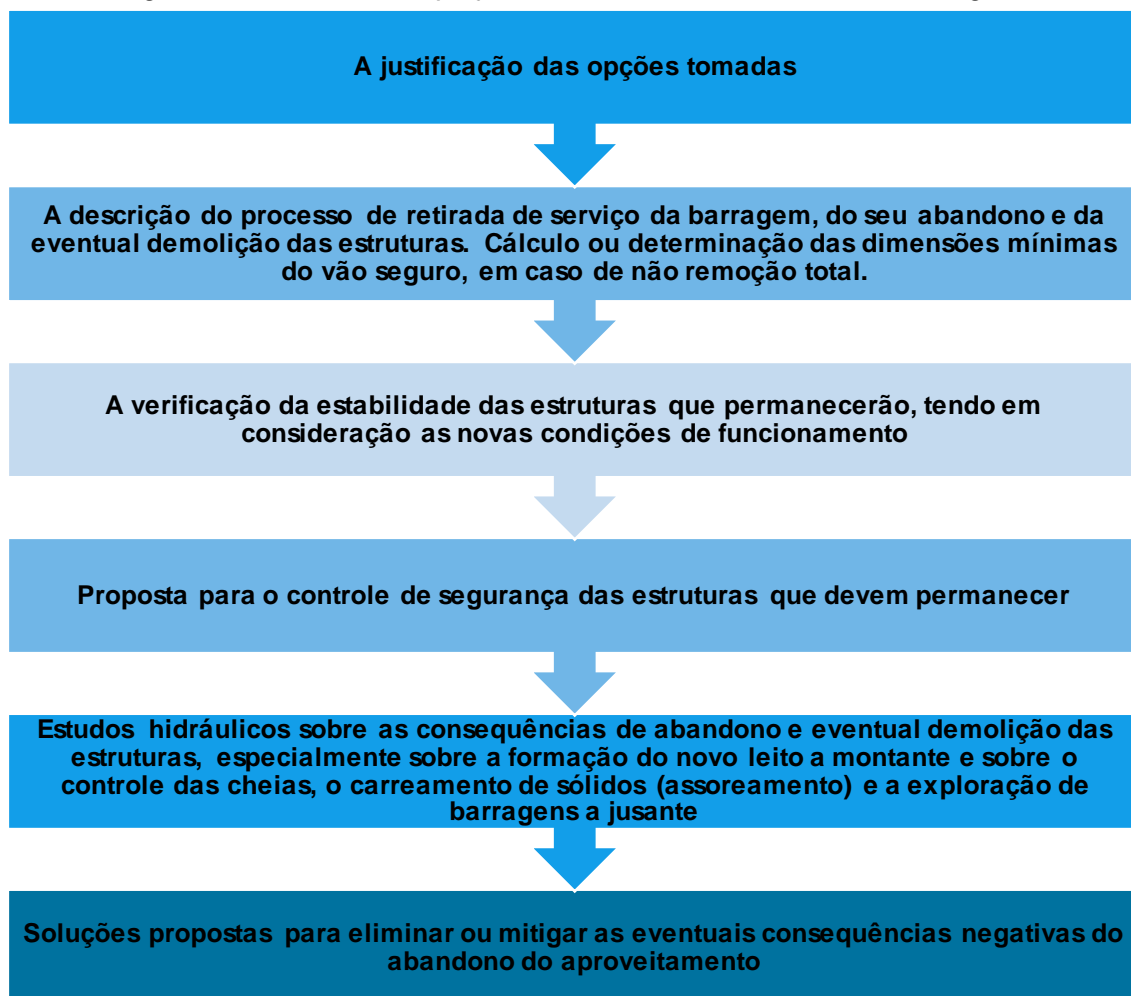 A justificação das opções tomadas
A descrição do processo de retirada de serviço da barragem, do seu abandono e da
eventual demolição das estruturas. Cálculo ou determinação das dimensões mínimas
do vão seguro, em caso de não remoção total.
A verificação da estabilidade das estruturas que permanecerão, tendo em
consideração as novas condições de funcionamento
Proposta para o controle de segurança das estruturas que devem permanecer
Estudos hidráulicos sobre as consequências de abandono e eventual demolição das
estruturas, especialmente sobre a formação do novo leito a montante e sobre o
controle das cheias, o carreamento de sólidos (assoreamento) e a exploração de
barragens a jusante
Soluções propostas para eliminar ou mitigar as eventuais consequências negativas do
abandono do aproveitamento